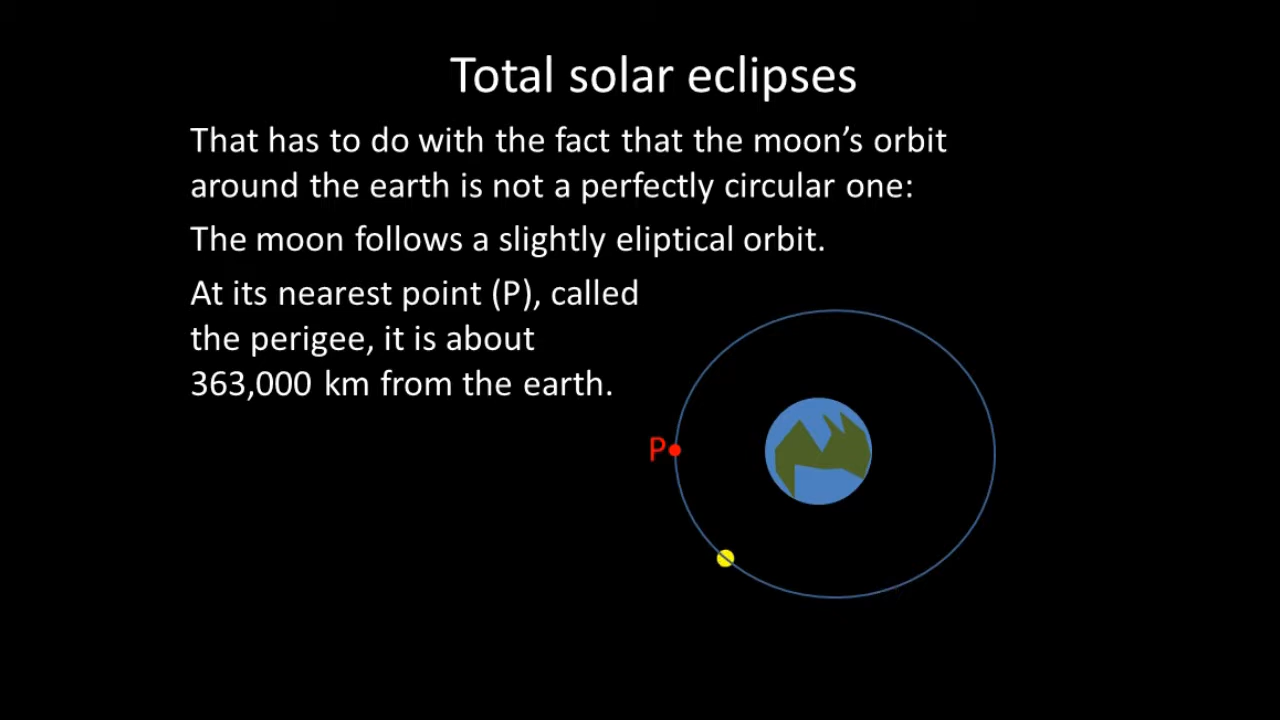 Total solar eclipses
That has to do with the fact that the moon’s orbit
around the earth is not a perfectly circular one:
The moon follows a slightly eliptical orbit.
At its nearest point (P), called
the perigee, it is about
363,000 km from the earth.
P